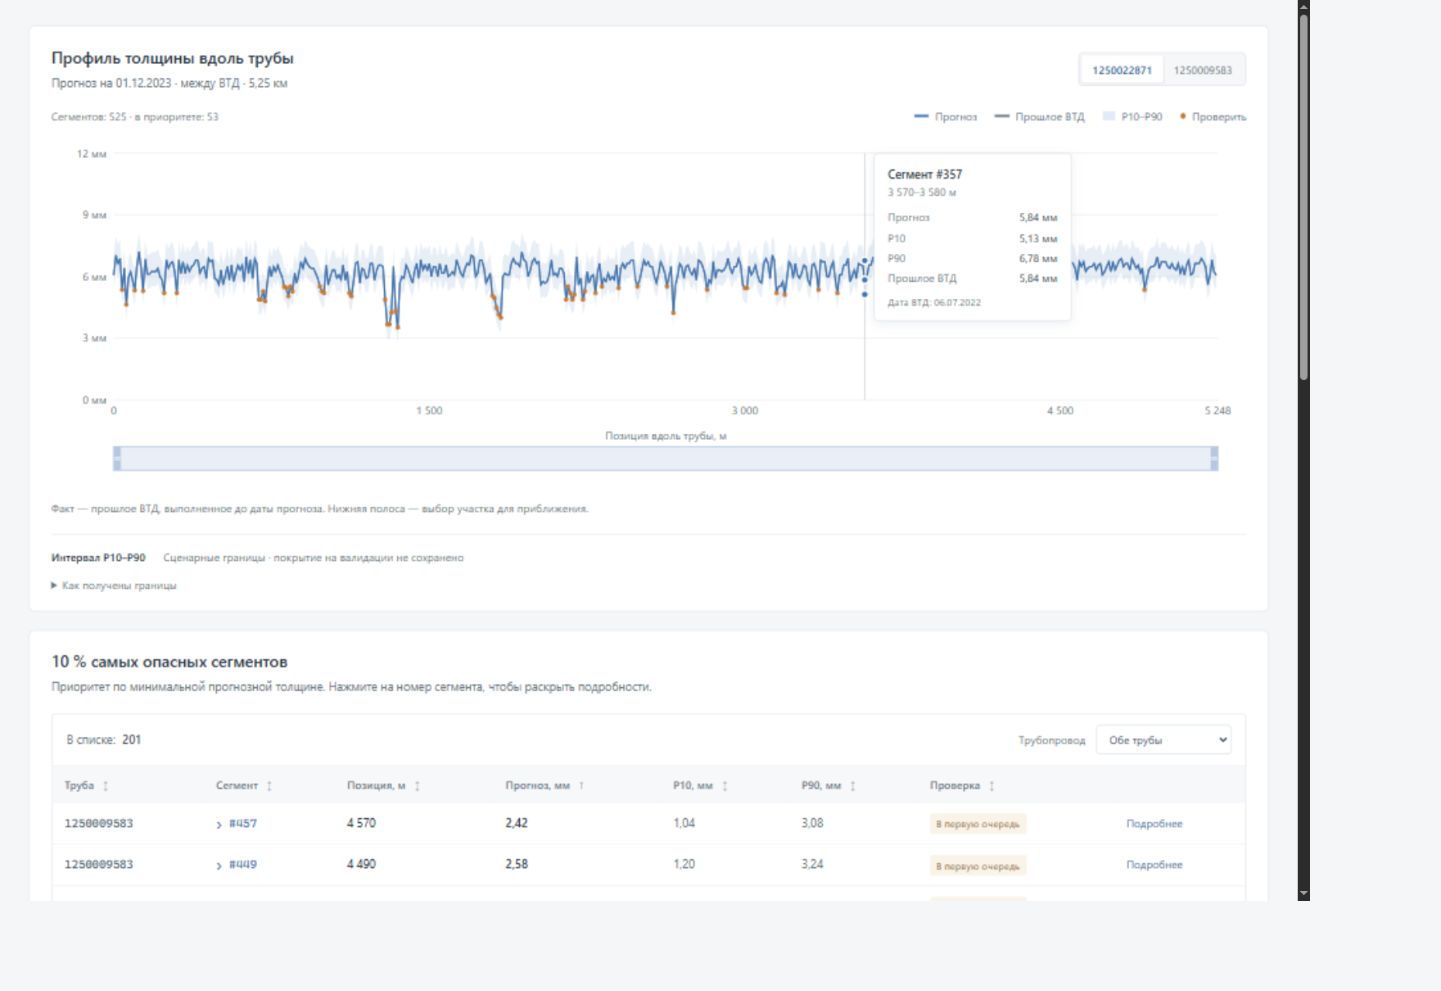 Профиль толщины вдоль трубы
Прогноз на 01.12.2023 · между ВТД · 5,25 км
1250022871 1250009583
Сегментов: 525 · в приоритете: 53
Прогноз Прошлое ВТД P10–P90 Проверить
12 мм
9 мм
6 мм
3 мм
0 мм
Сегмент #357
3 570–3 580 м
Прогноз 5,84 мм
P10 5,13 мм
P90 6,78 мм
Прошлое ВТД 5,84 мм
Дата ВТД: 06.07.2022
0 1 500 3 000 4 500 5 248
Позиция вдоль трубы, м
Факт — прошлое ВТД, выполненное до даты прогноза. Нижняя полоса — выбор участка для приближения.
Интервал P10–P90 Сценарные границы · покрытие на валидации не сохранено
Как получены границы
10 % самых опасных сегментов
Приоритет по минимальной прогнозной толщине. Нажмите на номер сегмента, чтобы раскрыть подробности.
В списке: 201 Трубопровод Обе трубы
Труба Сегмент Позиция, м Прогноз, мм P10, мм P90, мм Проверка
1250009583 #457 4 570 2,42 1,04 3,08 В первую очередь Подробнее
1250009583 #449 4 490 2,58 1,20 3,24 В первую очередь Подробнее